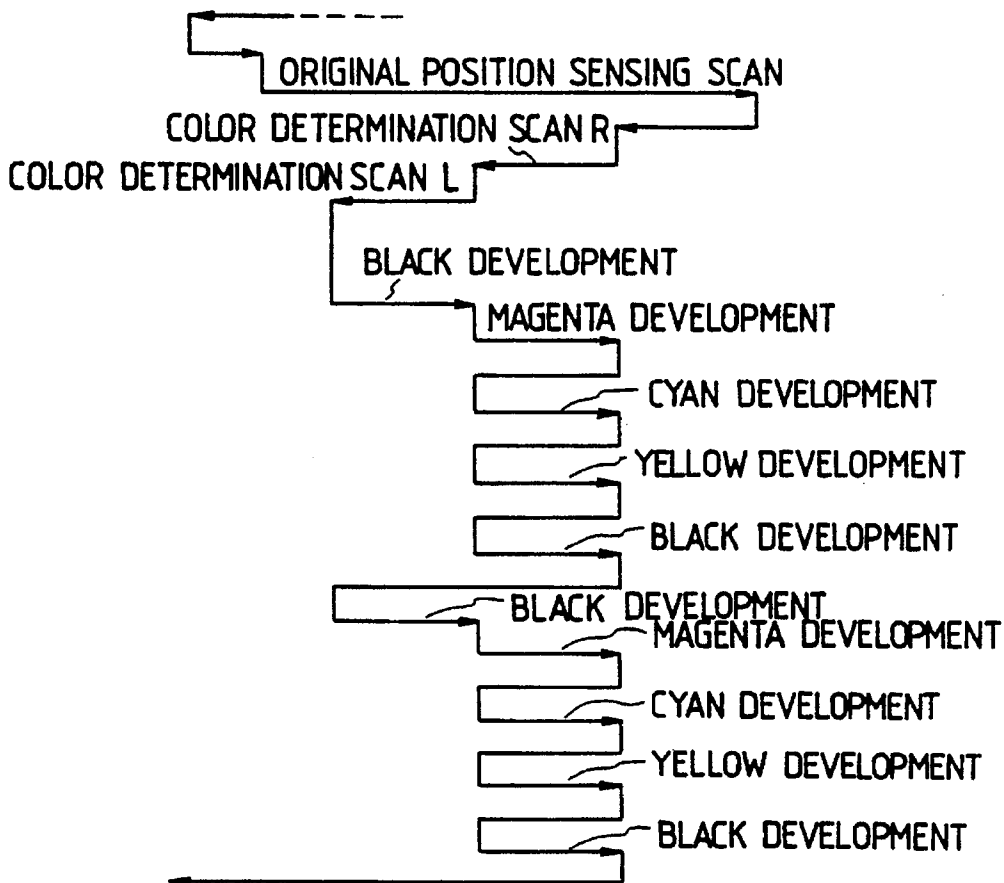 ORIGINAL POSITION SENSING SCAN
COLOR DETERMINATION SCAN R
COLOR DETERMINATION SCAN L
BLACK DEVELOPMENT
MAGENTA DEVELOPMENT
CYAN DEVELOPMENT
YELLOW DEVELOPMENT
BLACK DEVELOPMENT
BLACK DEVELOPMENT
MAGENTA DEVELOPMENT
CYAN DEVELOPMENT
YELLOW DEVELOPMENT
BLACK DEVELOPMENT